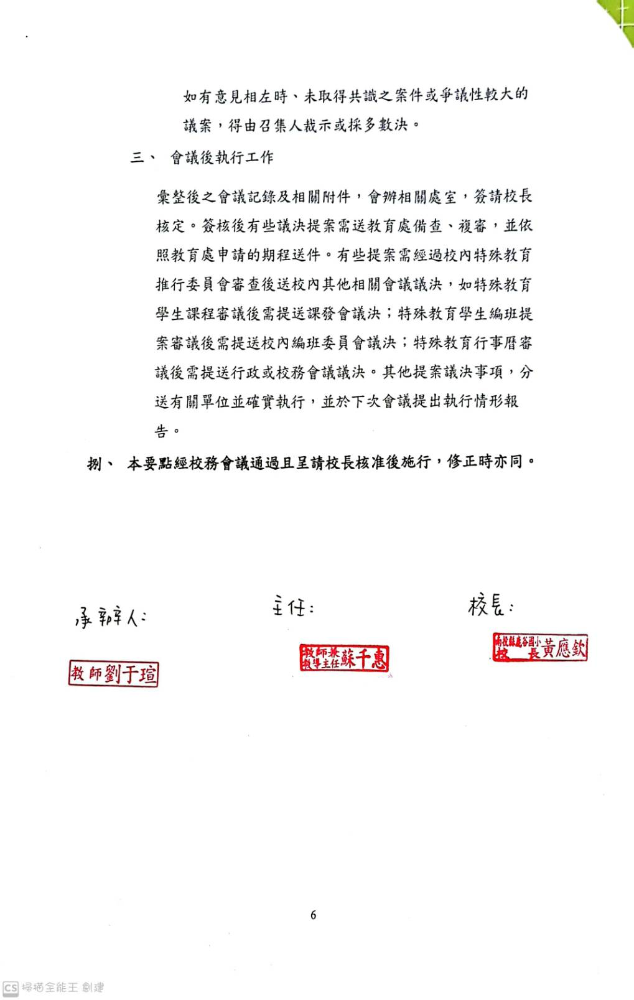 如有意見相左時、未取得共識之案件或爭議性較大的
議案，得由召集人裁示或採多數決。
三、 會議後執行工作
彙整後之會議記錄及相關附件，會辦相關處室，簽請校長
核定。簽核後有些議決提案需送教育處備查、複審，並依
照教育處申請的期程送件。有些提案需經過校內特殊教育
推行委員會審查後送校內其他相關會議議決，如特殊教育
學生課程審議後需提送課發會議決；特殊教育學生編班提
案審議後需提送校內編班委員會議決；特殊教育行事曆審
議後需提送行政或校務會議議決。其他提案議決事項，分
送有關單位並確實執行，並於下次會議提出執行情形報
告。
捌、 本要點經校務會議通過且呈請校長核准後施行，修正時亦同。
承辦人：
主任：
校長：
教師劉于瑄
教師兼
教導主任蘇千惠
南投縣鹿谷國小
校長黃應欽
6
CS 掃描全能王 創建